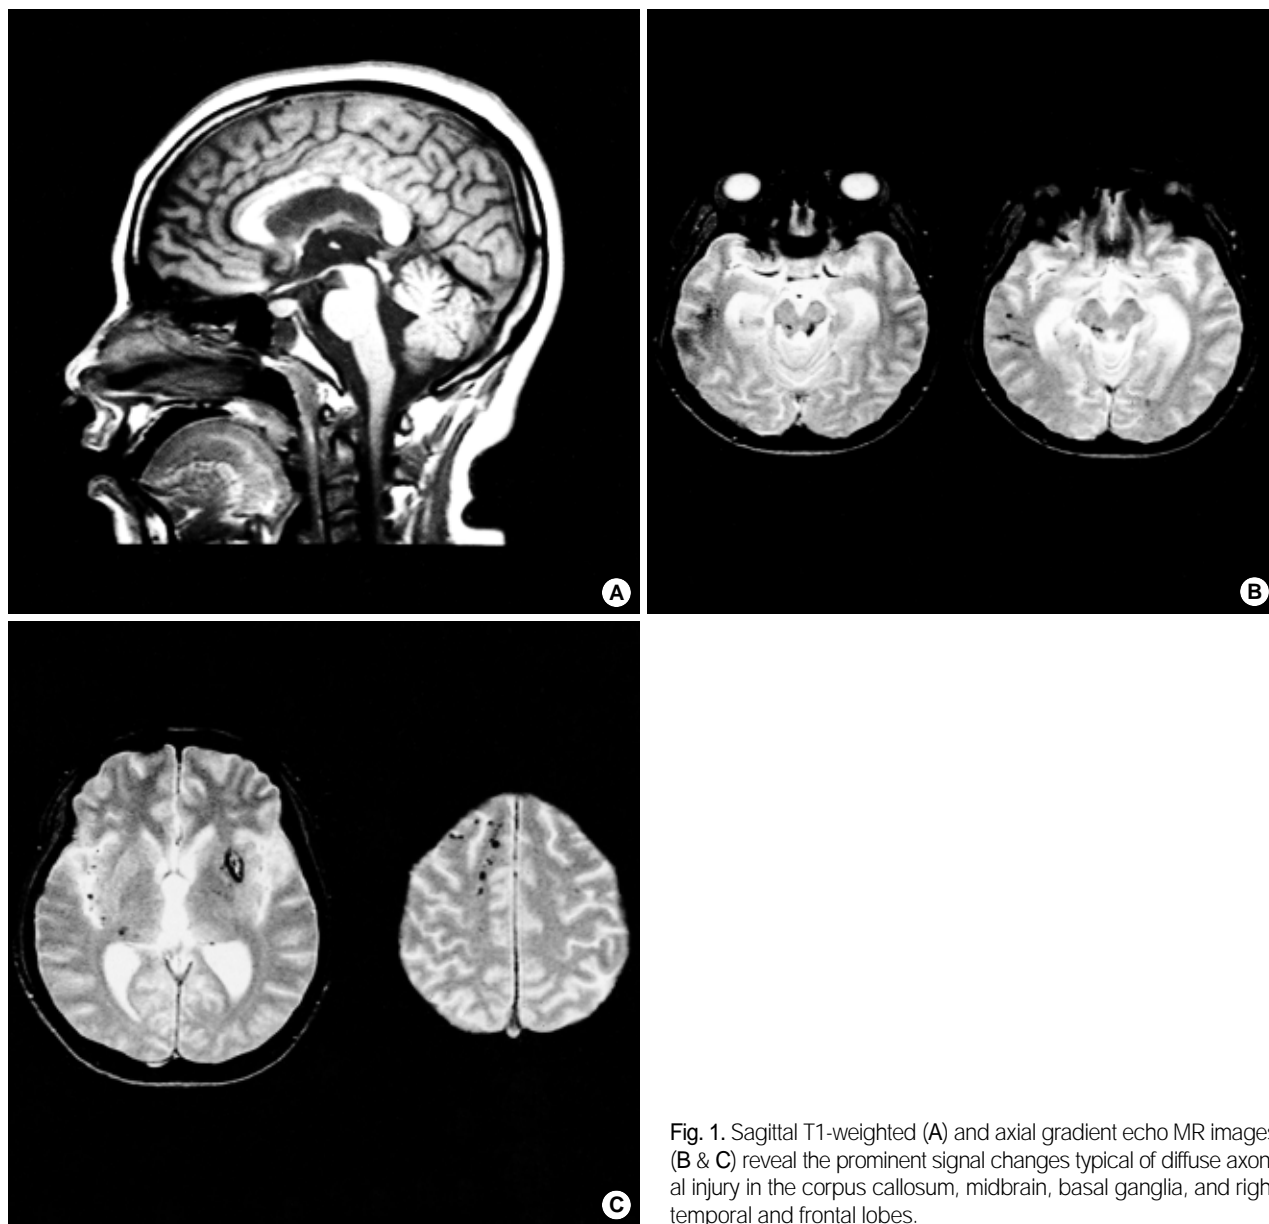 A
B
C
Fig. 1. Sagittal T1-weighted (A) and axial gradient echo MR images
(B & C) reveal the prominent signal changes typical of diffuse axon-
al injury in the corpus callosum, midbrain, basal ganglia, and righ
temporal and frontal lobes.